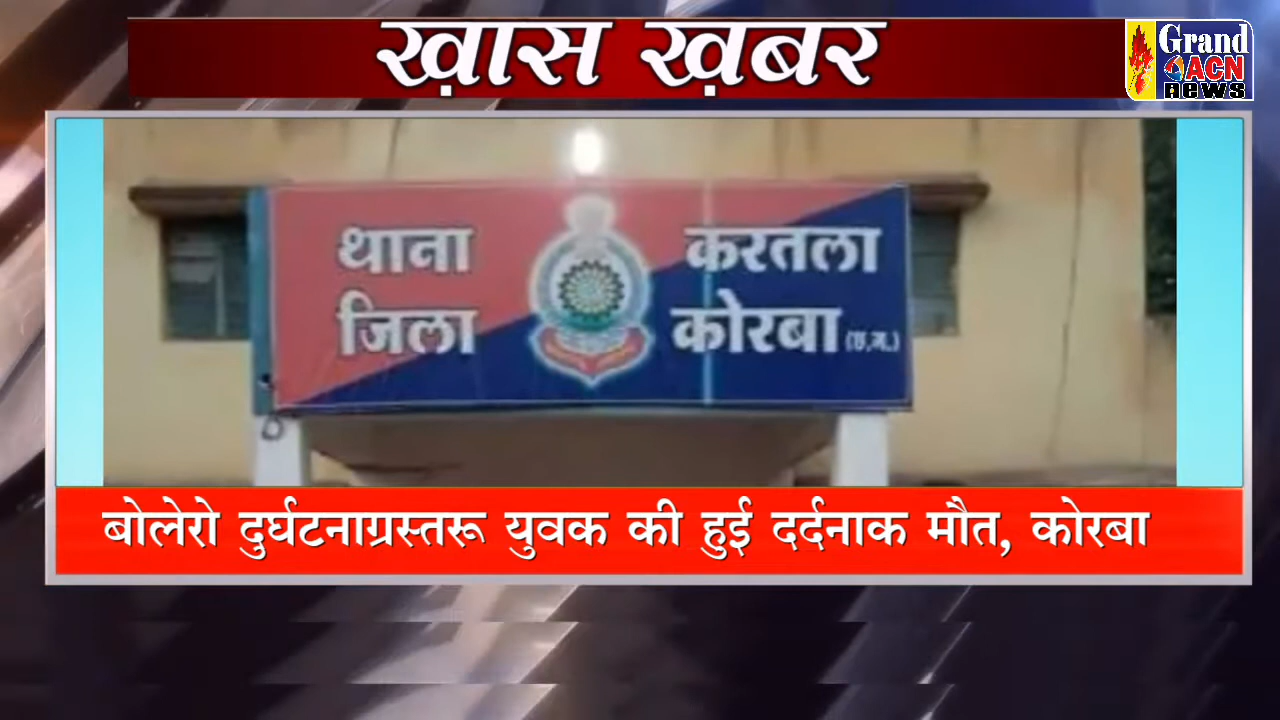 ख़ास ख़बर
Grand
ACN
news
थाना करतला
जिला कोरबा (छ.ग.)
बोलेरो दुर्घटनाग्रस्तरू युवक की हुई दर्दनाक मौत, कोरबा